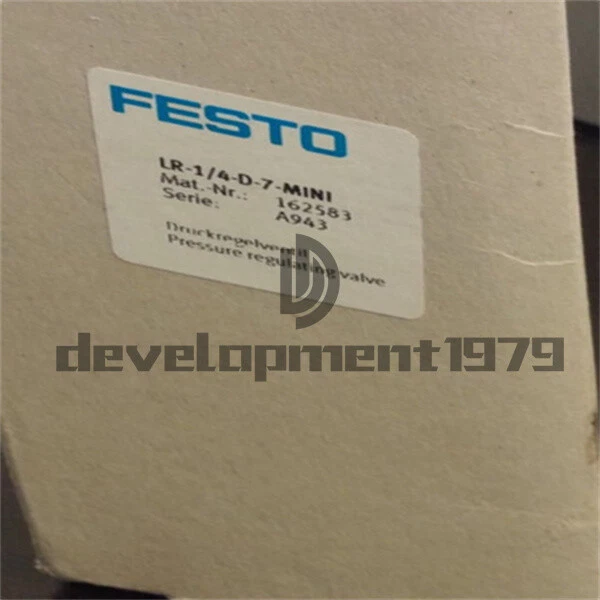 FESTO
LR-1/4-D-7-MINI
Mat.-Nr.: 162583
Serie: A943
Druckregelventil
Pressure regulating valve
development1979